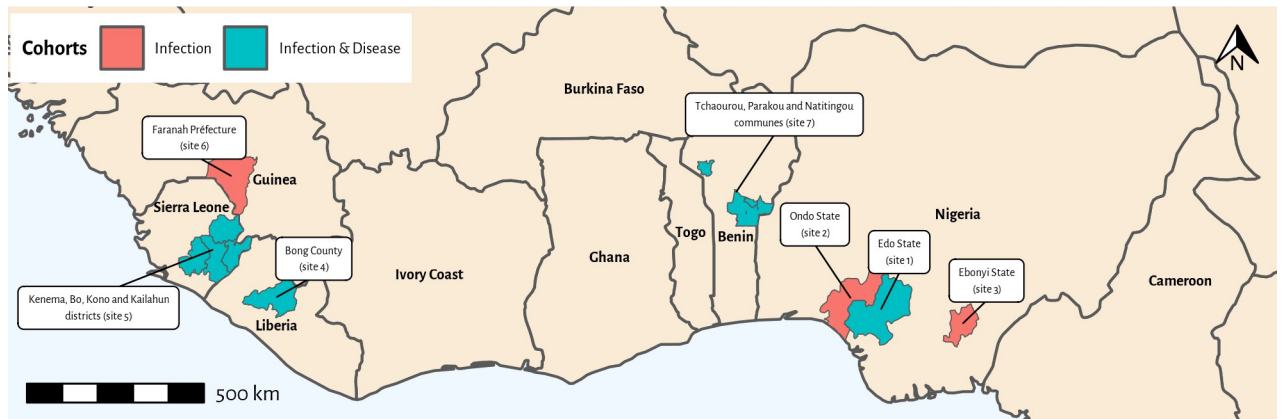 Cohorts
Infection
Infection & Disease
N
Burkina Faso
Tchaourou, Parakou and Natitingou
communes (site 7)
Faranah Préfecture
(site 6)
Guinea
Sierra Leone
Nigeria
Ondo State
(site 2)
Togo
Benin
Edo State
(site 1)
Bong County
(site 4)
Ghana
Ivory Coast
Ebonyi State
(site 3)
Cameroon
Kenema, Bo, Kono and Kailahun
districts (site 5)
Liberia
500 km